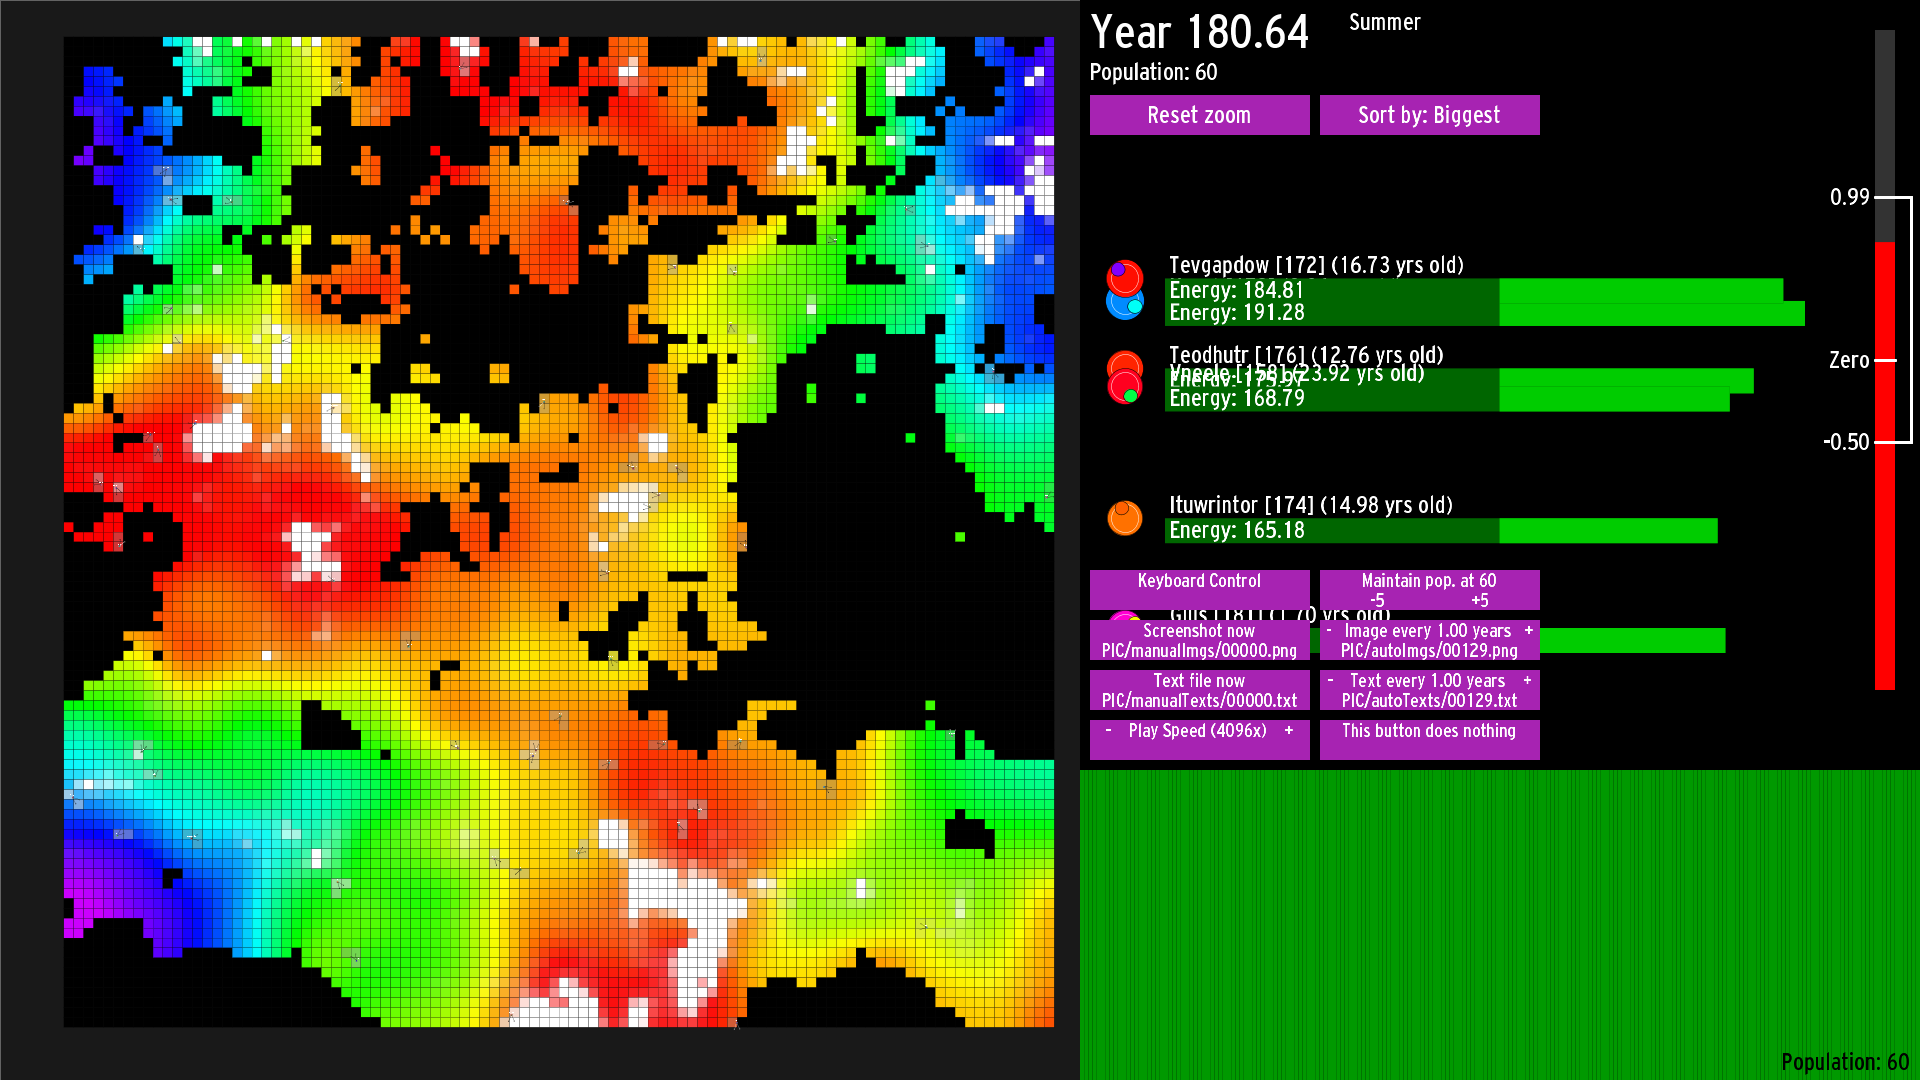 Year 180.64
Summer
Population: 60
Reset zoom
Sort by: Biggest
0.99
Tevgapdow [172] (16.73 yrs old)
Energy: 184.81
Energy: 191.28
Teodhutr [176] (12.76 yrs old)
[158] (23.92 yrs old)
Zero
Energy: 168.79
-0.50
Ituwrintor [174] (14.98 yrs old)
Energy: 165.18
Keyboard Control
Maintain pop. at 60
-5 +5
[181] (1.70 yrs old)
Screenshot now
PIC/manualImgs/00000.png
- Image every 1.00 years +
PIC/autoImgs/00129.png
Text file now
PIC/manualTexts/00000.txt
- Text every 1.00 years +
PIC/autoTexts/00129.txt
- Play Speed (4096x) +
This button does nothing
Population: 60